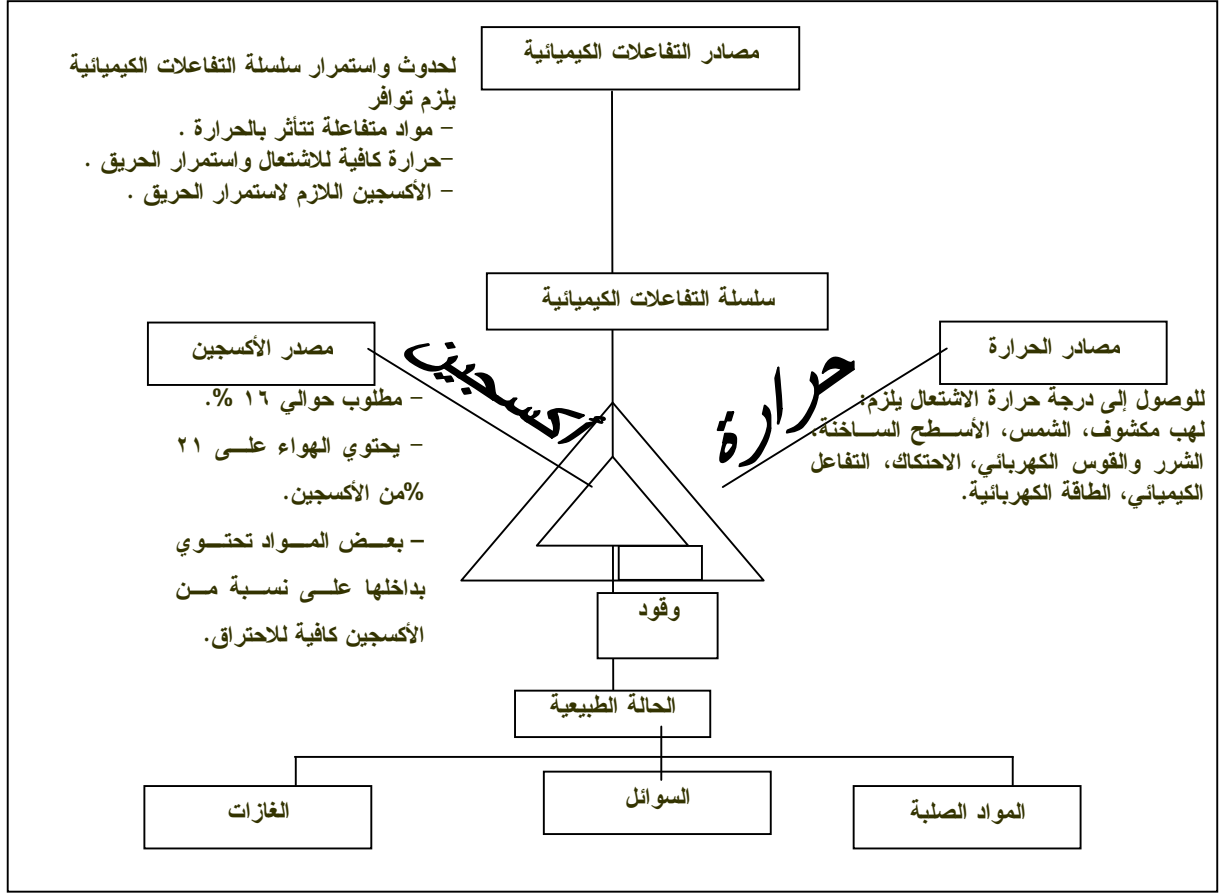 مصادر التفاعلات الكيميائية
لحدوث واستمرار سلسلة التفاعلات الكيميائية
يلزم توافر
– مواد متفاعلة تتأثر بالحرارة .
–حرارة كافية للاشتعال واستمرار الحريق .
– الأكسجين اللازم لاستمرار الحريق .
سلسلة التفاعلات الكيميائية
مصادر الحرارة
للوصول إلى درجة حرارة الاشتعال يلزم:
لهب مكشوف، الشمس، الأسطح الساخنة،
الشرر والقوس الكهربائي، الاحتكاك، التفاعل
الكيميائي، الطاقة الكهربائية.
حرارة
أكسجين
مصدر الأكسجين
– مطلوب حوالي ١٦ %.
– يحتوي الهواء على ٢١
%من الأكسجين.
– بعض المواد تحتوي
بداخلها على نسبة من
الأكسجين كافية للاحتراق.
وقود
الحالة الطبيعية
المواد الصلبة
السوائل
الغازات